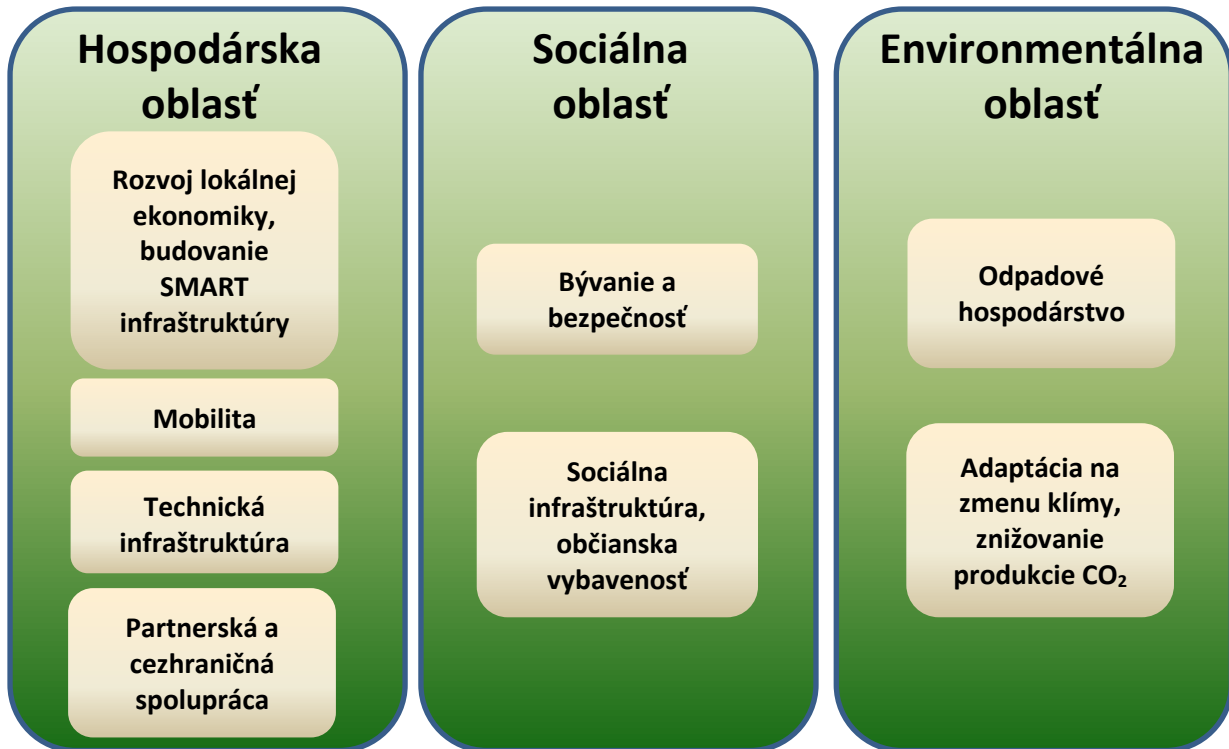 Hospodárska
oblasť
Rozvoj lokálnej
ekonomiky,
budovanie
SMART
infraštruktúry
Mobilita
Technická
infraštruktúra
Partnerská a
cezhraničná
spolupráca
Sociálna
oblasť
Bývanie a
bezpečnosť
Sociálna
infraštruktúra,
občianska
vybavenosť
Environmentálna
oblasť
Odpadové
hospodárstvo
Adaptácia na
zmenu klímy,
znižovanie
produkcie CO₂